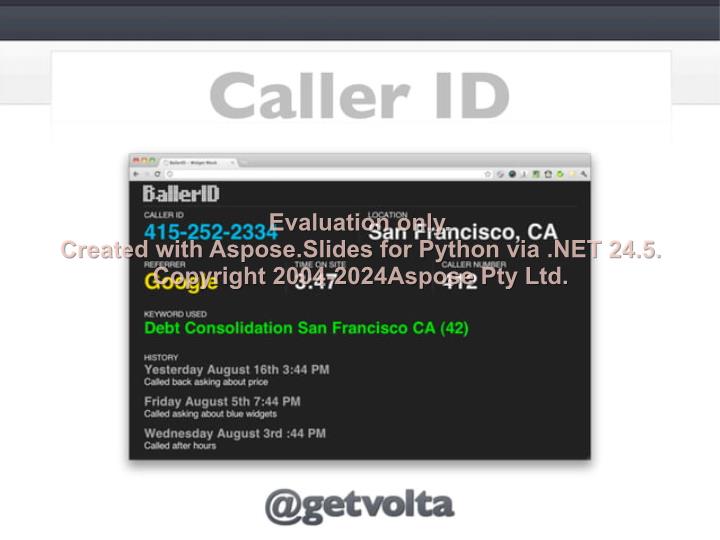 Caller ID
BallerID - Widget Mock
BallerID
CALLER ID LOCATION
415-252-2334 San Francisco, CA
REFERRER TIME ON SITE CALLER NUMBER
Google 3:47 412
KEYWORD USED
Debt Consolidation San Francisco CA (42)
HISTORY
Yesterday August 16th 3:44 PM
Called back asking about price
Friday August 5th 7:44 PM
Called asking about blue widgets
Wednesday August 3rd :44 PM
Called after hours
Evaluation only.
Created with Aspose.Slides for Python via .NET 24.5.
Copyright 2004-2024Aspose Pty Ltd.
@getvolta